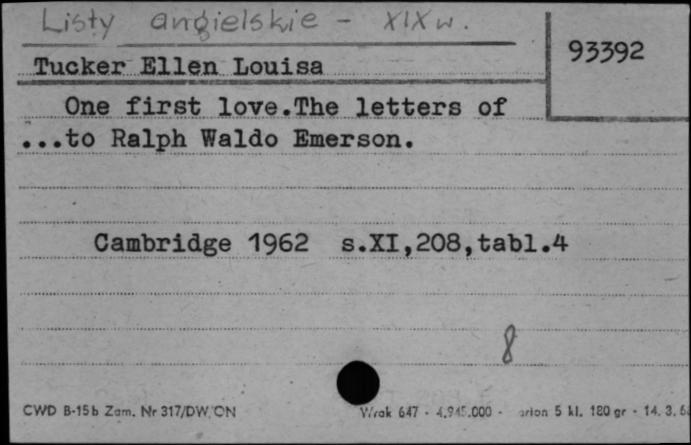 Listy angielskie - XIX w.
93392
Tucker Ellen Louisa
One first love.The letters of
...to Ralph Waldo Emerson.
Cambridge 1962 s.XI,208,tabl.4
8
CWD B-15b Zam. Nr 317/DW/ON Wrak 647 - 4.945.000 - 5 kl. 180 gr - 14. 3.